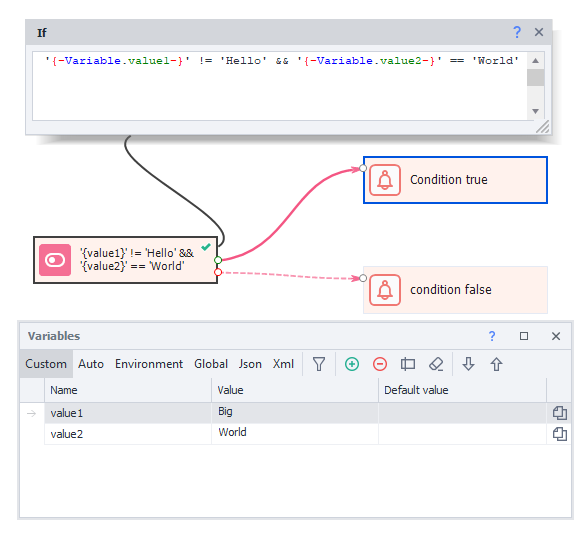 If
?
'{-Variable.value1-}' != 'Hello' && '{-Variable.value2-}' == 'World'
Condition true
'{value1}' != 'Hello' &&
'{value2}' == 'World'
condition false
Variables
?
Custom Auto Environment Global Json Xml
Name Value Default value
value1 Big
value2 World